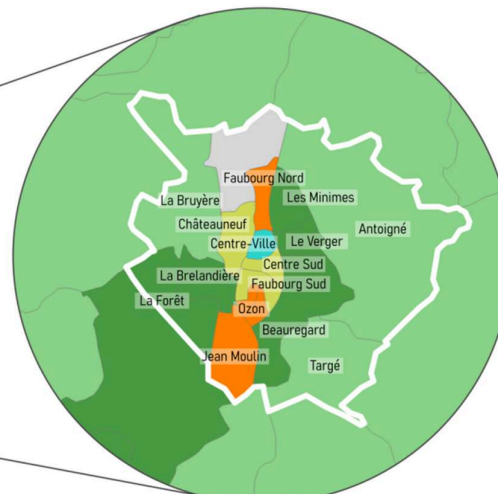 Faubourg Nord
La Bruyère
Les Minimes
Châteauneuf
Antoigné
Centre-Ville
Le Verger
Centre Sud
La Brelandière
Faubourg Sud
La Forêt
Ozon
Beauregard
Jean Moulin
Targé